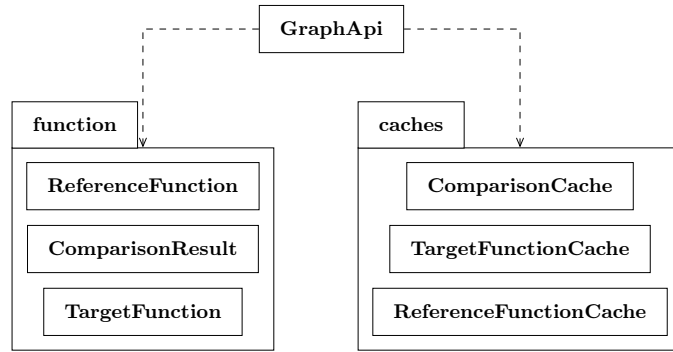 GraphApi
function
ReferenceFunction
ComparisonResult
TargetFunction
caches
ComparisonCache
TargetFunctionCache
ReferenceFunctionCache